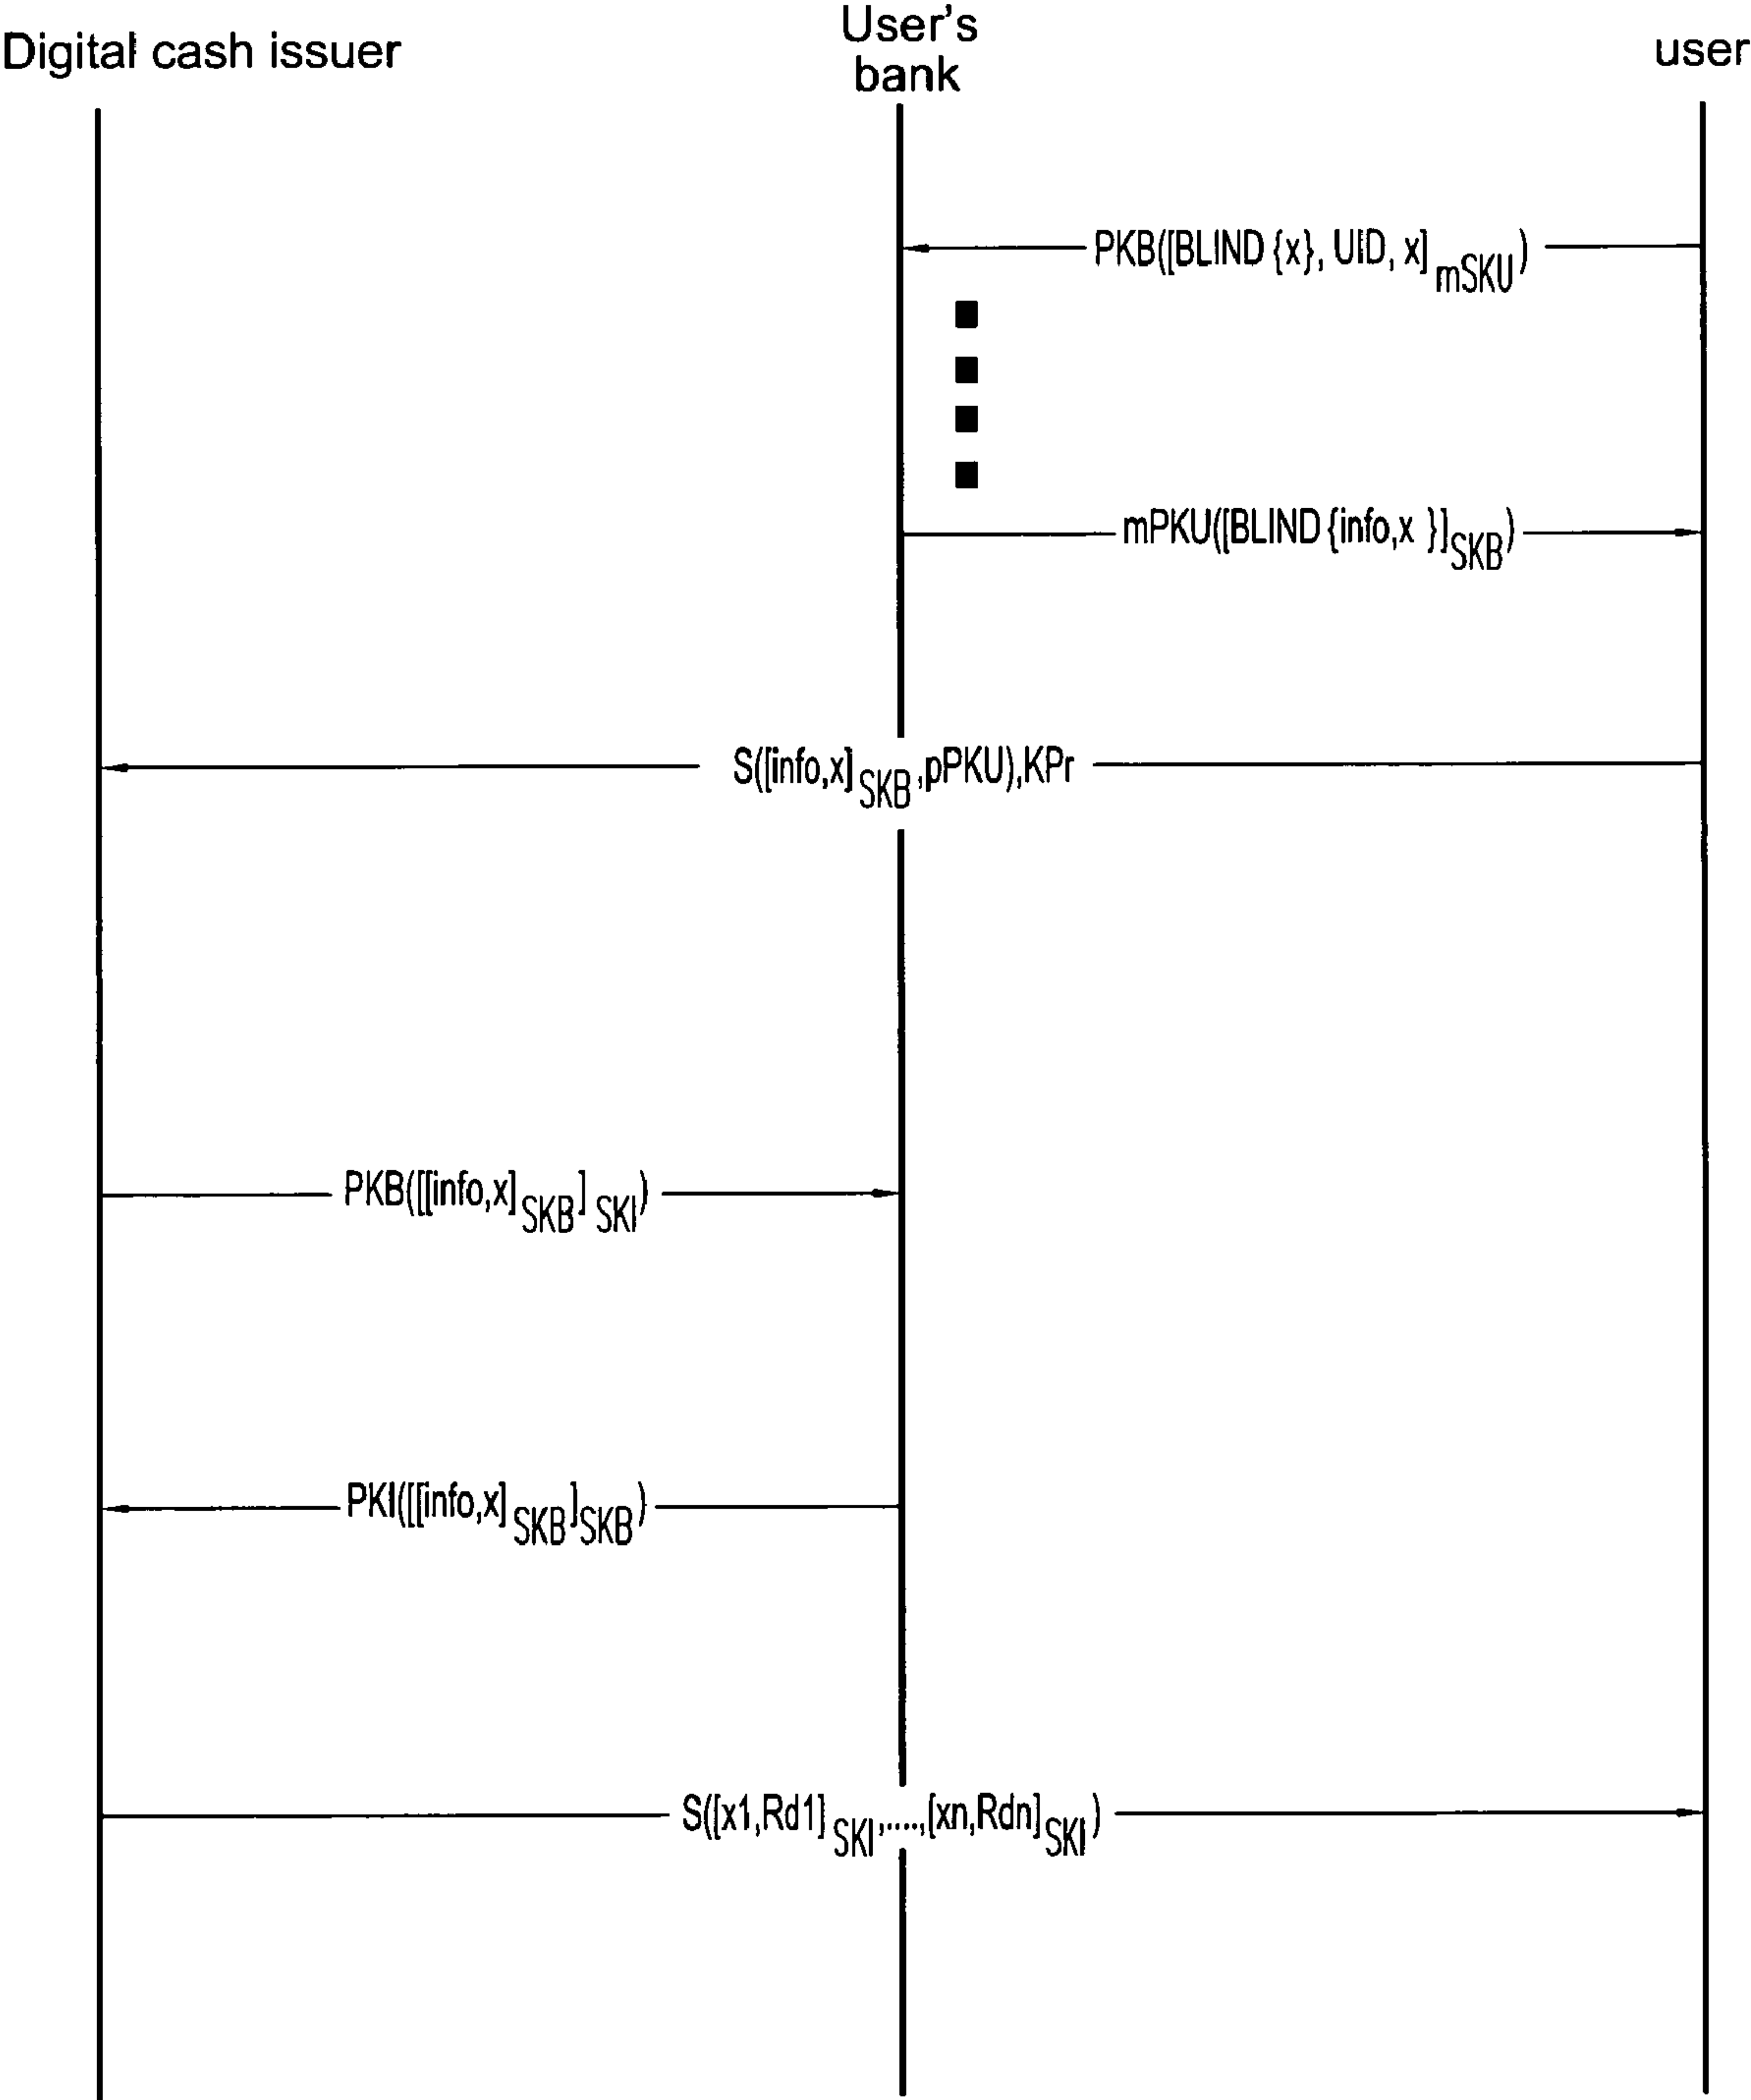 Digital cash issuer
User's
bank
user
PKB([BLIND {x}, UID, x]mSKU)
mPKU([BLIND {info,x }]SKB)
S([info,x]SKB,pPKU),KPr
PKB([[info,x]SKB] SKI)
PKI([[info,x]SKB]SKB)
S([x1,Rd1]SKI,....,[xn,Rdn]SKI)